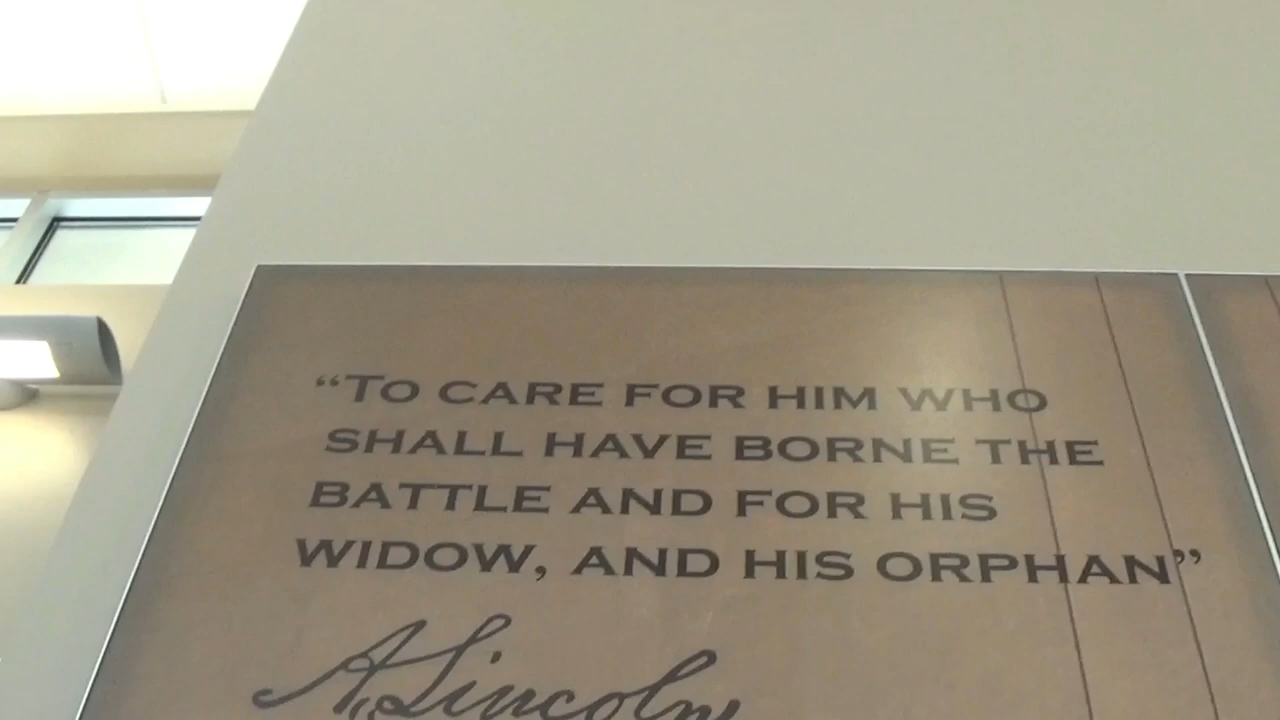 “TO CARE FOR HIM WHO
SHALL HAVE BORNE THE
BATTLE AND FOR HIS
WIDOW, AND HIS ORPHAN”
A. Lincoln